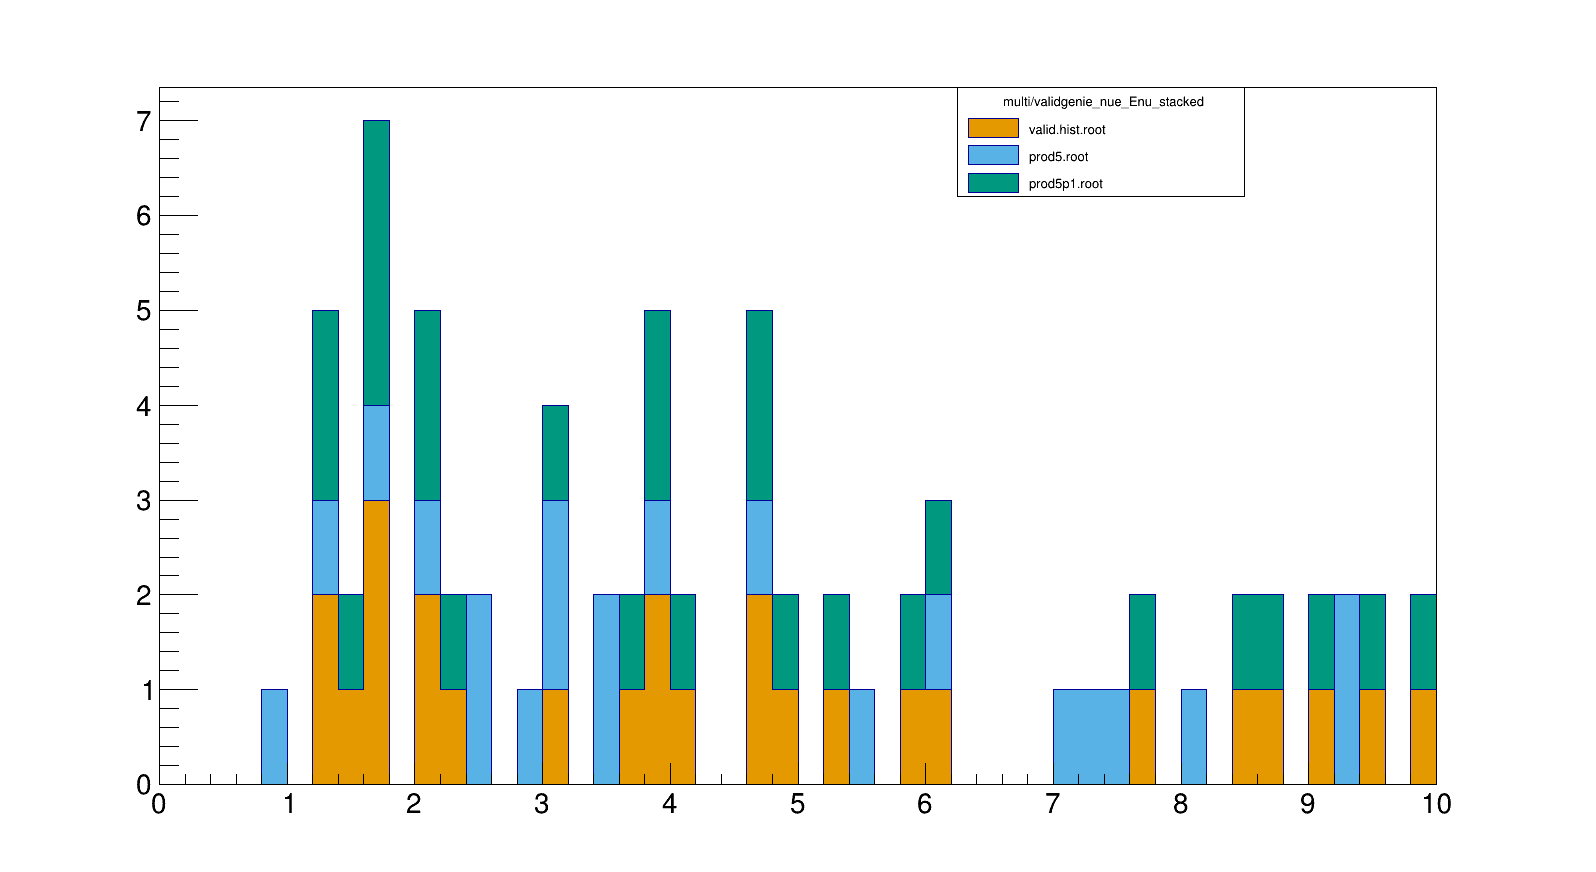 multi/validgenie_nue_Enu_stacked
valid.hist.root
prod5.root
prod5p1.root
7
6
5
4
3
2
1
0
0 1 2 3 4 5 6 7 8 9 10